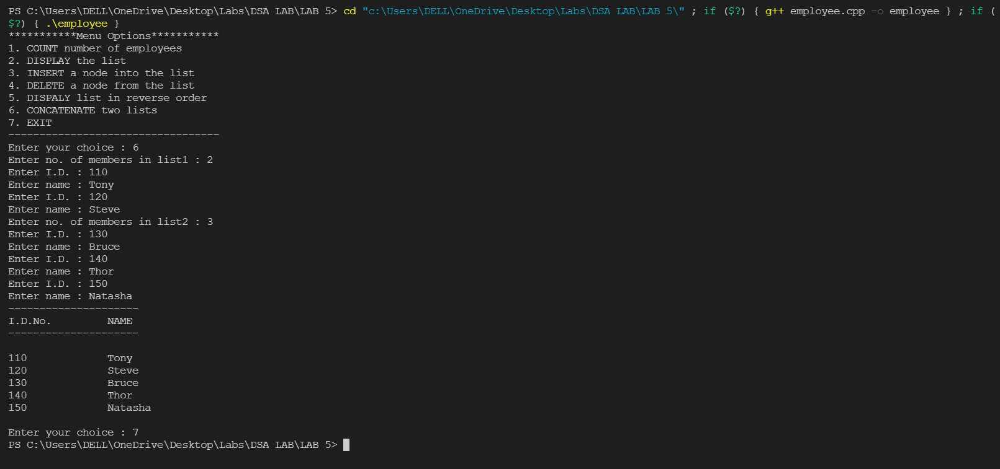 PS C:\Users\DELL\OneDrive\Desktop\Labs\DSA LAB\LAB 5> cd "c:\Users\DELL\OneDrive\Desktop\Labs\DSA LAB\LAB 5\" ; if ($?) { g++ employee.cpp -o employee } ; if (
$?) { .\employee }
***********Menu Options***********
1. COUNT number of employees
2. DISPLAY the list
3. INSERT a node into the list
4. DELETE a node from the list
5. DISPALY list in reverse order
6. CONCATENATE two lists
7. EXIT
----------------------------------
Enter your choice : 6
Enter no. of members in list1 : 2
Enter I.D. : 110
Enter name : Tony
Enter I.D. : 120
Enter name : Steve
Enter no. of members in list2 : 3
Enter I.D. : 130
Enter name : Bruce
Enter I.D. : 140
Enter name : Thor
Enter I.D. : 150
Enter name : Natasha
---------------------
I.D.No.         NAME
---------------------
110             Tony
120             Steve
130             Bruce
140             Thor
150             Natasha
Enter your choice : 7
PS C:\Users\DELL\OneDrive\Desktop\Labs\DSA LAB\LAB 5>